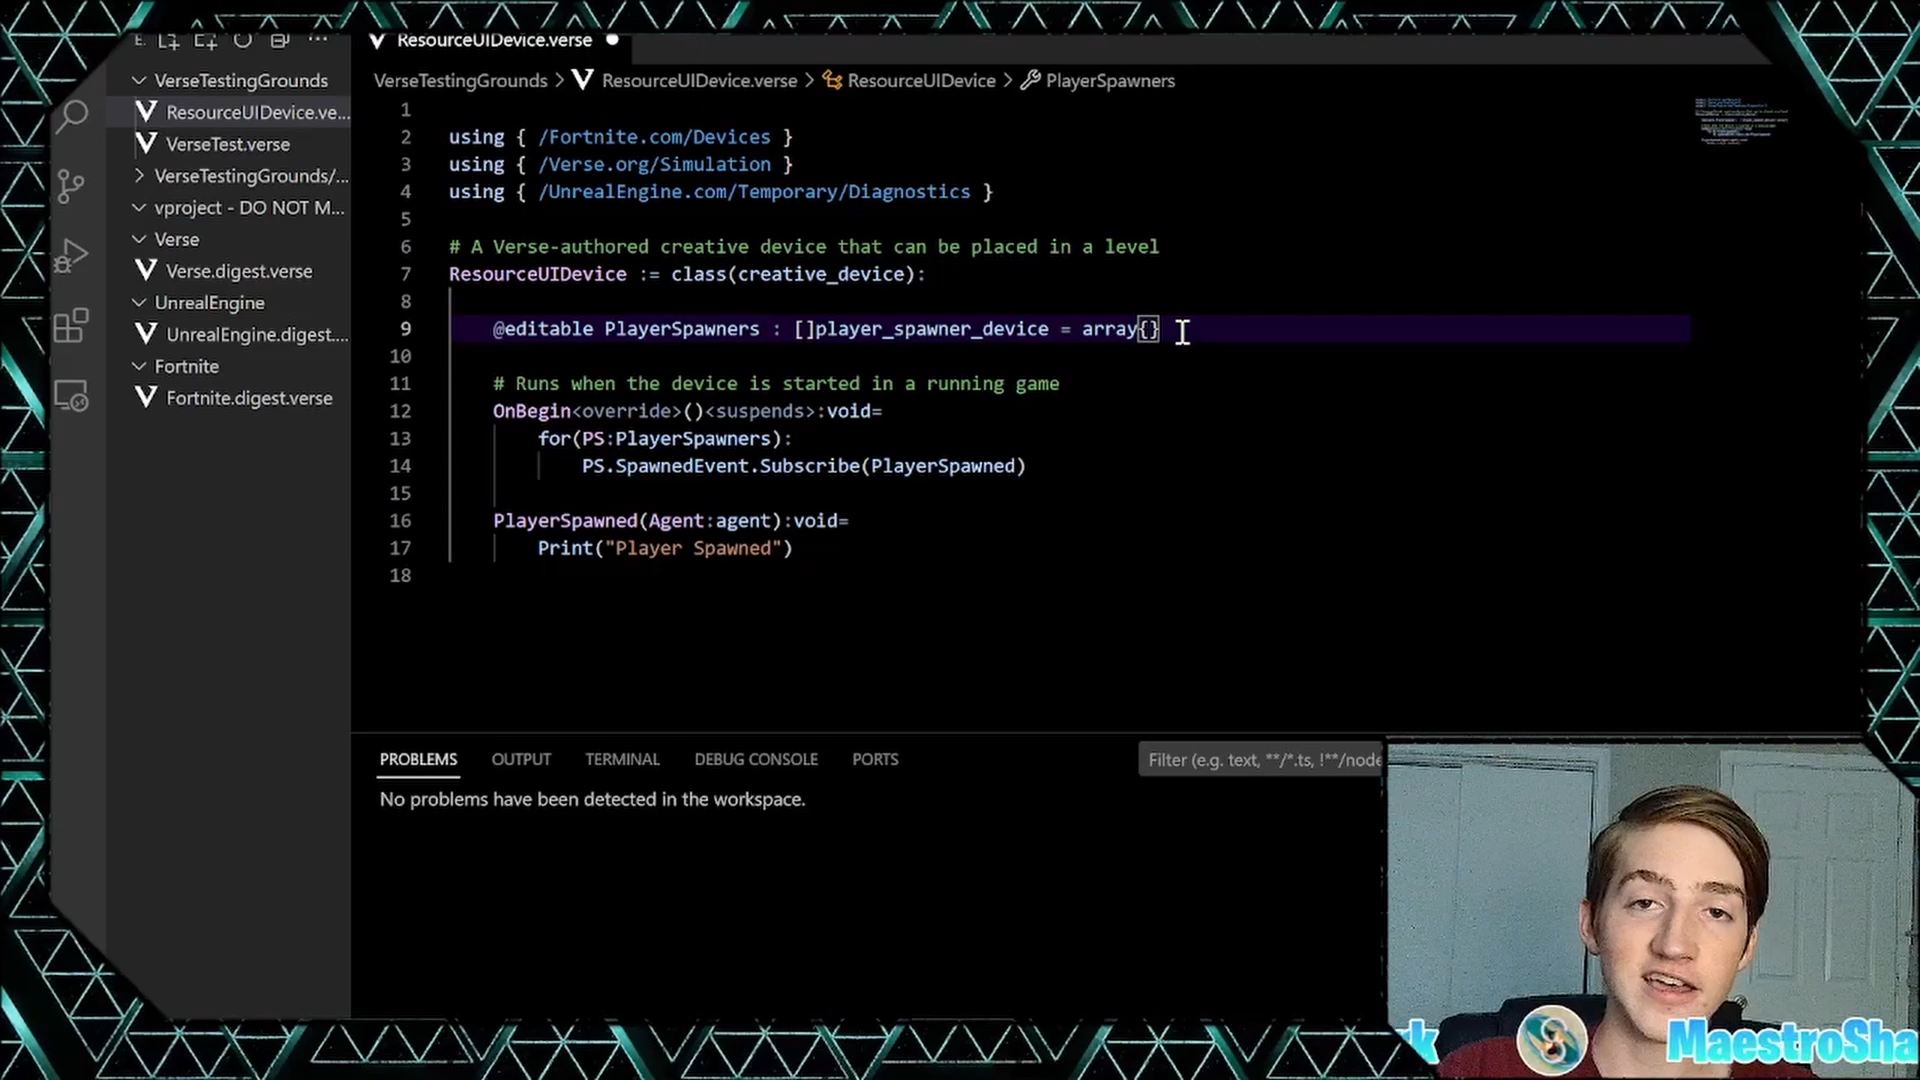 E.
VerseTestingGrounds
ResourceUIDevice.ve...
VerseTest.verse
VerseTestingGrounds/...
vproject - DO NOT M...
Verse
Verse.digest.verse
UnrealEngine
UnrealEngine.digest....
Fortnite
Fortnite.digest.verse
ResourceUIDevice.verse
VerseTestingGrounds > ResourceUIDevice.verse > ResourceUIDevice > PlayerSpawners
1
2 using { /Fortnite.com/Devices }
3 using { /Verse.org/Simulation }
4 using { /UnrealEngine.com/Temporary/Diagnostics }
5
6 # A Verse-authored creative device that can be placed in a level
7 ResourceUIDevice := class(creative_device):
8
9 @editable PlayerSpawners : []player_spawner_device = array{}
10
11 # Runs when the device is started in a running game
12 OnBegin<override>()<suspends>:void=
13 for(PS:PlayerSpawners):
14 PS.SpawnedEvent.Subscribe(PlayerSpawned)
15
16 PlayerSpawned(Agent:agent):void=
17 Print("Player Spawned")
18
PROBLEMS OUTPUT TERMINAL DEBUG CONSOLE PORTS
Filter (e.g. text, **/*.ts, !**/node
No problems have been detected in the workspace.
k MaestroSha